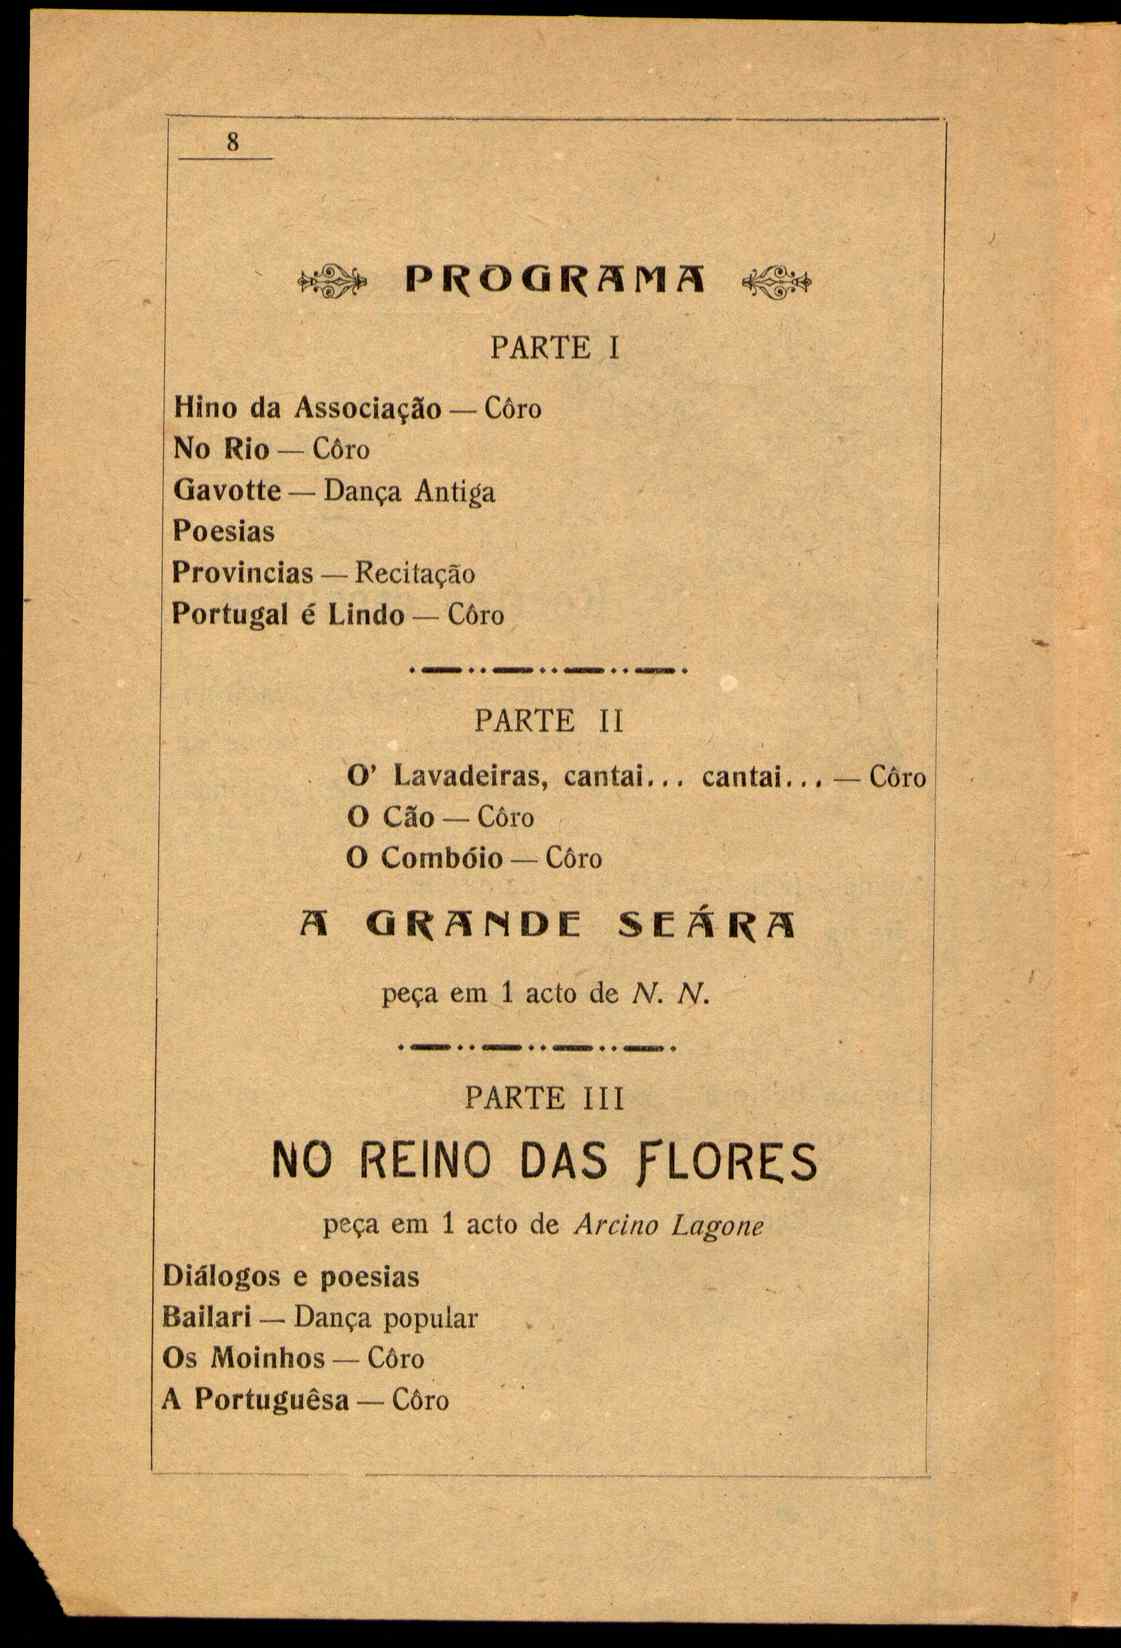 8
PROGRAMA
PARTE I
Hino da Associação — Côro
No Rio — Côro
Gavotte — Dança Antiga
Poesias
Provincias — Recitação
Portugal é Lindo — Côro
PARTE II
O' Lavadeiras, cantai... cantai... — Côro
O Cão — Côro
O Combóio — Côro
A GRANDE SEÁRA
peça em 1 acto de N. N.
PARTE III
NO REINO DAS FLORES
peça em 1 acto de Arcino Lagone
Diálogos e poesias
Bailari — Dança popular
Os Moinhos — Côro
A Portuguêsa — Côro